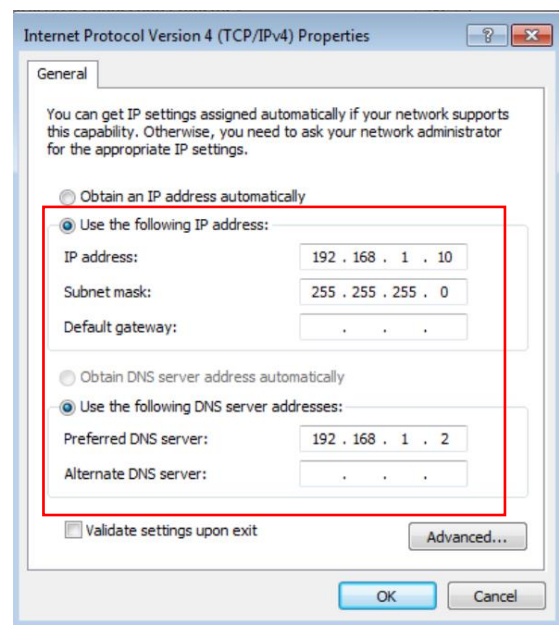 Internet Protocol Version 4 (TCP/IPv4) Properties
General
You can get IP settings assigned automatically if your network supports
this capability. Otherwise, you need to ask your network administrator
for the appropriate IP settings.
Obtain an IP address automatically
Use the following IP address:
IP address: 192 . 168 . 1 . 10
Subnet mask: 255 . 255 . 255 . 0
Default gateway: . . .
Obtain DNS server address automatically
Use the following DNS server addresses:
Preferred DNS server: 192 . 168 . 1 . 2
Alternate DNS server: . . .
Validate settings upon exit
Advanced...
OK Cancel